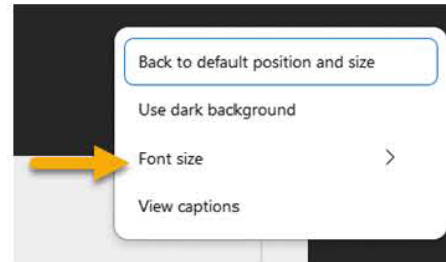 Back to default position and size
Use dark background
Font size
View captions